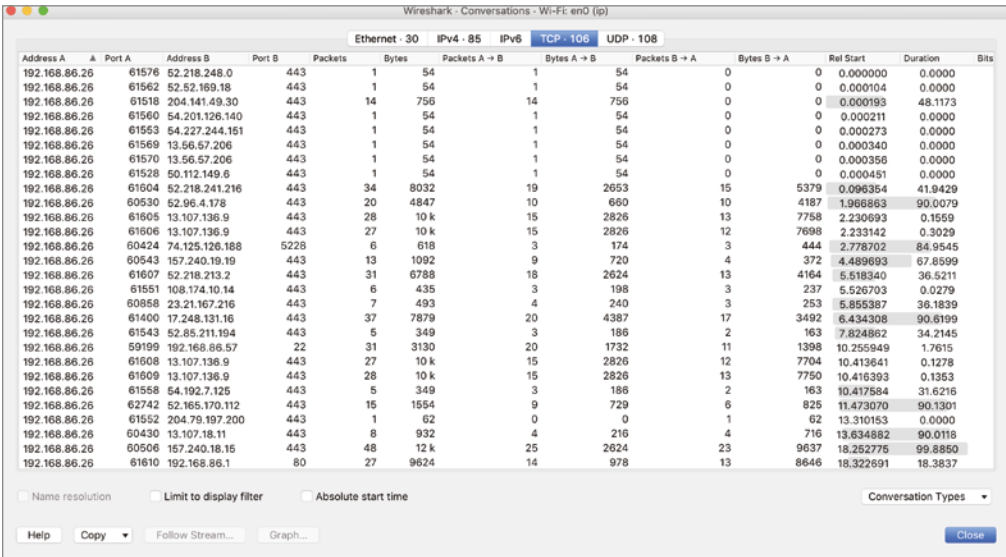 Wireshark · Conversations · Wi-Fi: en0 (ip)
Ethernet · 30 IPv4 · 85 IPv6 TCP · 106 UDP · 108
Address A Port A Address B Port B Packets Bytes Packets A → B Bytes A → B Packets B → A Bytes B → A Rel Start Duration Bits
192.168.86.26 61576 52.218.248.0 443 1 54 1 54 0 0 0.000000 0.0000
192.168.86.26 61562 52.52.169.18 443 1 54 1 54 0 0 0.000104 0.0000
192.168.86.26 61518 204.141.49.30 443 14 756 14 756 0 0 0.000193 48.1173
192.168.86.26 61560 54.201.126.140 443 1 54 1 54 0 0 0.000211 0.0000
192.168.86.26 61553 54.227.244.151 443 1 54 1 54 0 0 0.000273 0.0000
192.168.86.26 61569 13.56.57.206 443 1 54 1 54 0 0 0.000340 0.0000
192.168.86.26 61570 13.56.57.206 443 1 54 1 54 0 0 0.000356 0.0000
192.168.86.26 61528 50.112.149.6 443 1 54 1 54 0 0 0.000451 0.0000
192.168.86.26 61604 52.218.241.216 443 34 8032 19 2653 15 5379 0.096354 41.9429
192.168.86.26 60530 52.96.4.178 443 20 4847 10 660 10 4187 1.966863 90.0079
192.168.86.26 61605 13.107.136.9 443 28 10 k 15 2826 13 7758 2.230693 0.1559
192.168.86.26 61606 13.107.136.9 443 27 10 k 15 2826 12 7698 2.233142 0.3029
192.168.86.26 60424 74.125.126.188 5228 6 618 3 174 3 444 2.778702 84.9545
192.168.86.26 60543 157.240.19.19 443 13 1092 9 720 4 372 4.489693 67.8599
192.168.86.26 61607 52.218.213.2 443 31 6788 18 2624 13 4164 5.518340 36.5211
192.168.86.26 61551 108.174.10.14 443 6 435 3 198 3 237 5.526703 0.0279
192.168.86.26 60858 23.21.167.216 443 7 493 4 240 3 253 5.855387 36.1839
192.168.86.26 61400 17.248.131.16 443 37 7879 20 4387 17 3492 6.434308 90.6199
192.168.86.26 61543 52.85.211.194 443 5 349 3 186 2 163 7.824862 34.2145
192.168.86.26 59199 192.168.86.57 22 31 3130 20 1732 11 1398 10.255949 1.7615
192.168.86.26 61608 13.107.136.9 443 27 10 k 15 2826 12 7704 10.413641 0.1278
192.168.86.26 61609 13.107.136.9 443 28 10 k 15 2826 13 7750 10.416393 0.1353
192.168.86.26 61558 54.192.7.125 443 5 349 3 186 2 163 10.417584 31.6216
192.168.86.26 62742 52.165.170.112 443 15 1554 9 729 6 825 11.473070 90.1301
192.168.86.26 61552 204.79.197.200 443 1 62 0 0 1 62 13.310153 0.0000
192.168.86.26 60430 13.107.18.11 443 8 932 4 216 4 716 13.634882 90.0118
192.168.86.26 60506 157.240.18.15 443 48 12 k 25 2624 23 9637 18.252775 99.8850
192.168.86.26 61610 192.168.86.1 80 27 9624 14 978 13 8646 18.322691 18.3837
Name resolution Limit to display filter Absolute start time Conversation Types
Help Copy Follow Stream... Graph... Close